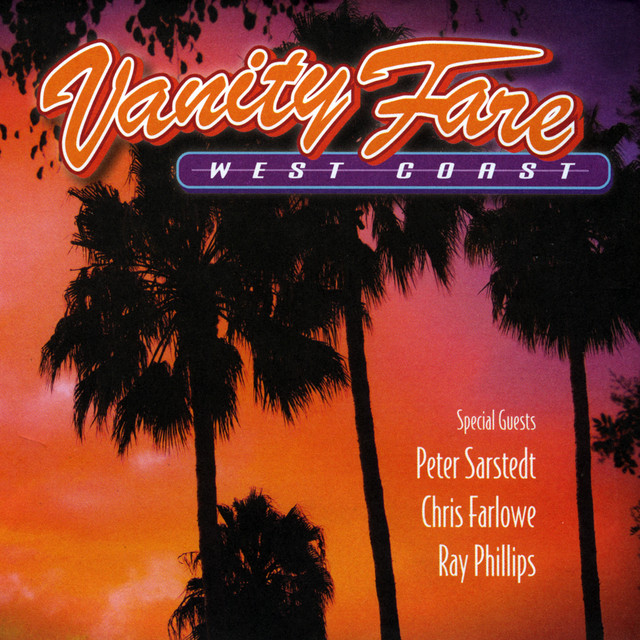 Vanity Fare
WEST COAST
Special Guests
Peter Sarstedt
Chris Farlowe
Ray Phillips